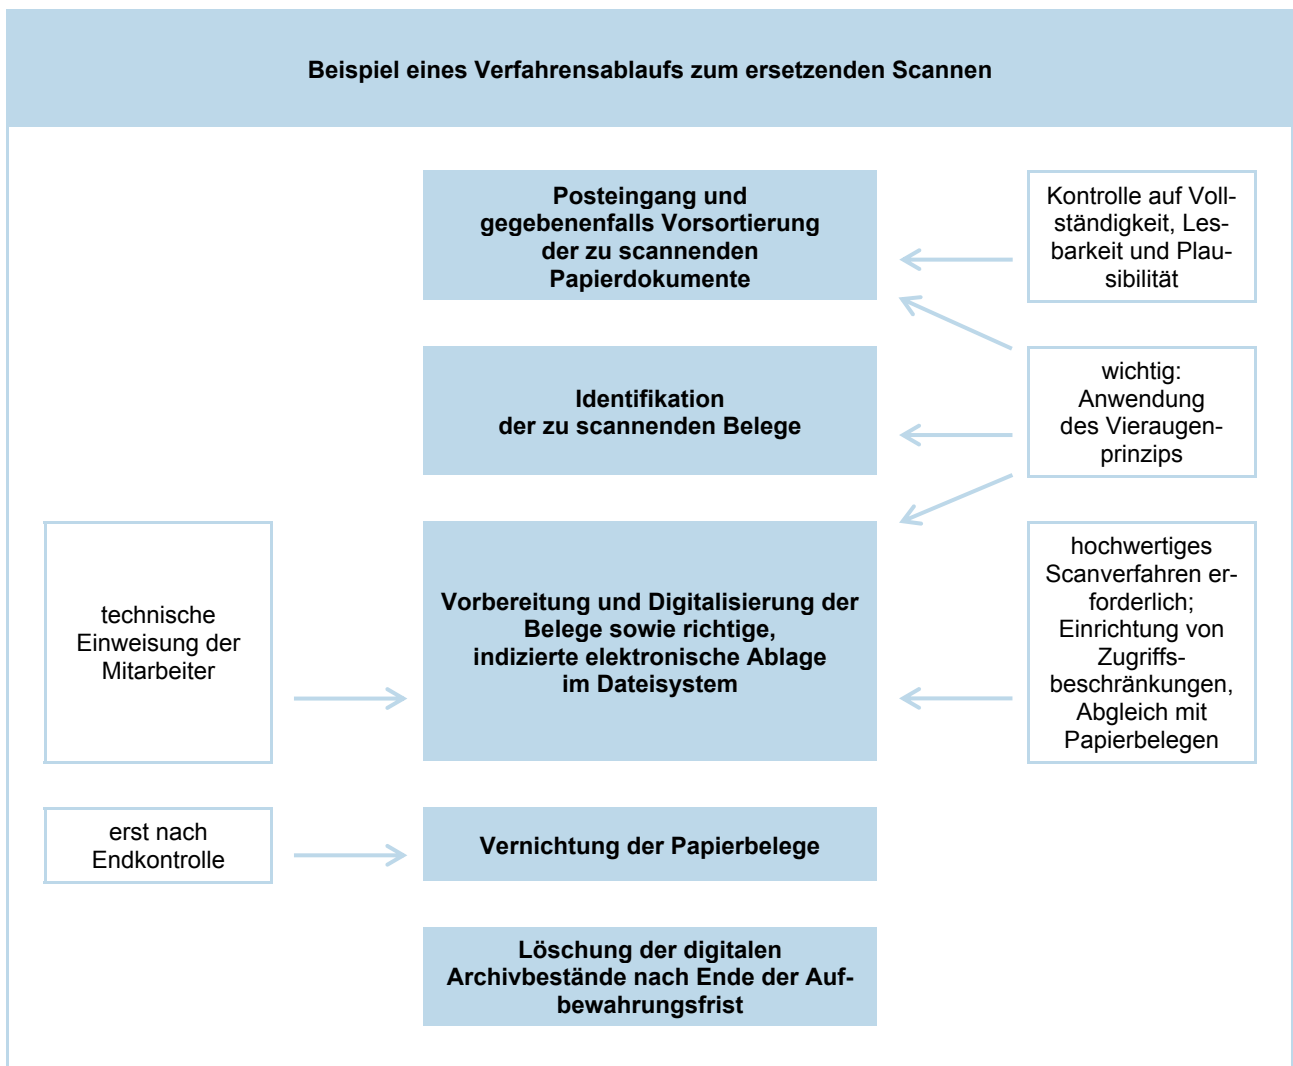 Beispiel eines Verfahrensablaufs zum ersetzenden Scannen
Posteingang und
gegebenenfalls Vorsortierung
der zu scannenden
Papierdokumente
Kontrolle auf Voll-
ständigkeit, Les-
barkeit und Plau-
sibilität
Identifikation
der zu scannenden Belege
wichtig:
Anwendung
des Vieraugen-
prinzips
technische
Einweisung der
Mitarbeiter
Vorbereitung und Digitalisierung der
Belege sowie richtige,
indizierte elektronische Ablage
im Dateisystem
hochwertiges
Scanverfahren er-
forderlich;
Einrichtung von
Zugriffs-
beschränkungen,
Abgleich mit
Papierbelegen
erst nach
Endkontrolle
Vernichtung der Papierbelege
Löschung der digitalen
Archivbestände nach Ende der Auf-
bewahrungsfrist